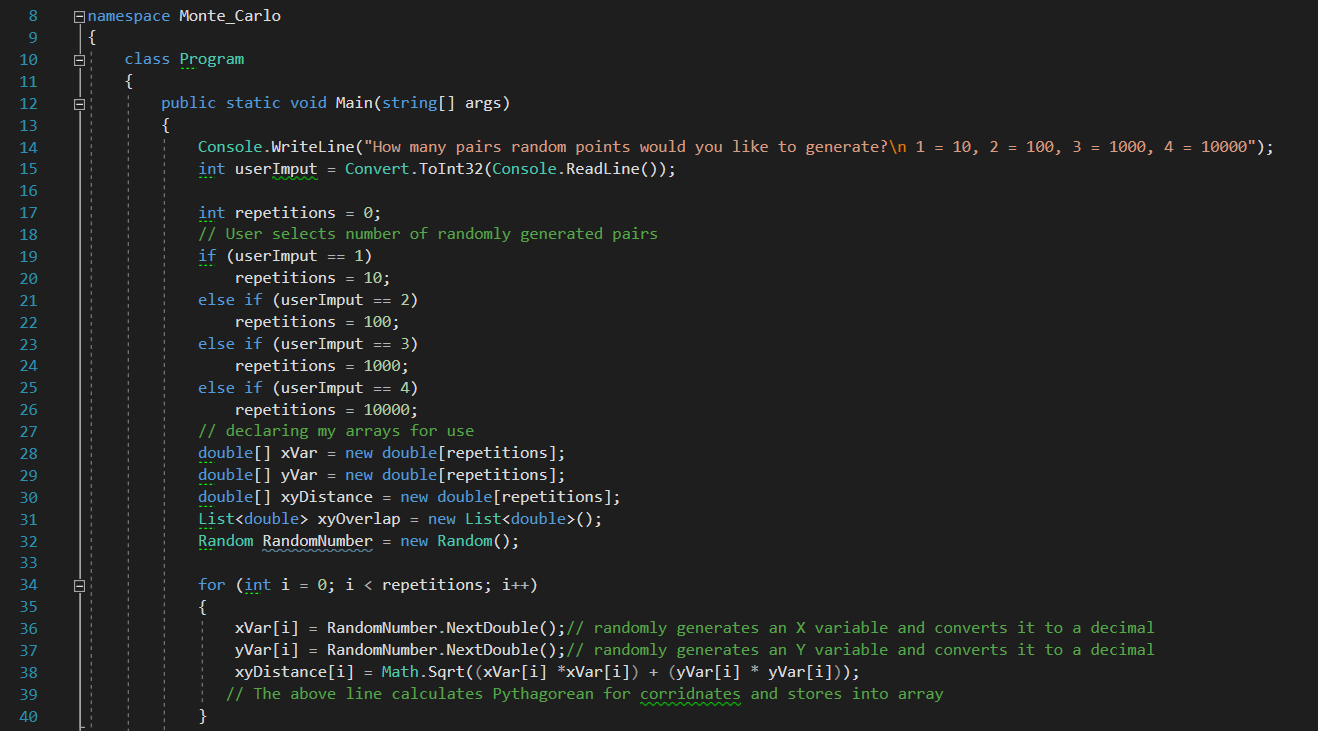 8 namespace Monte_Carlo
9 {
10 class Program
11 {
12 public static void Main(string[] args)
13 {
14 Console.WriteLine("How many pairs random points would you like to generate?\n 1 = 10, 2 = 100, 3 = 1000, 4 = 10000");
15 int userImput = Convert.ToInt32(Console.ReadLine());
16
17 int repetitions = 0;
18 // User selects number of randomly generated pairs
19 if (userImput == 1)
20 repetitions = 10;
21 else if (userImput == 2)
22 repetitions = 100;
23 else if (userImput == 3)
24 repetitions = 1000;
25 else if (userImput == 4)
26 repetitions = 10000;
27 // declaring my arrays for use
28 double[] xVar = new double[repetitions];
29 double[] yVar = new double[repetitions];
30 double[] xyDistance = new double[repetitions];
31 List<double> xyOverlap = new List<double>();
32 Random RandomNumber = new Random();
33
34 for (int i = 0; i < repetitions; i++)
35 {
36 xVar[i] = RandomNumber.NextDouble();// randomly generates an X variable and converts it to a decimal
37 yVar[i] = RandomNumber.NextDouble();// randomly generates an Y variable and converts it to a decimal
38 xyDistance[i] = Math.Sqrt((xVar[i] *xVar[i]) + (yVar[i] * yVar[i]));
39 // The above line calculates Pythagorean for corridnates and stores into array
40 }